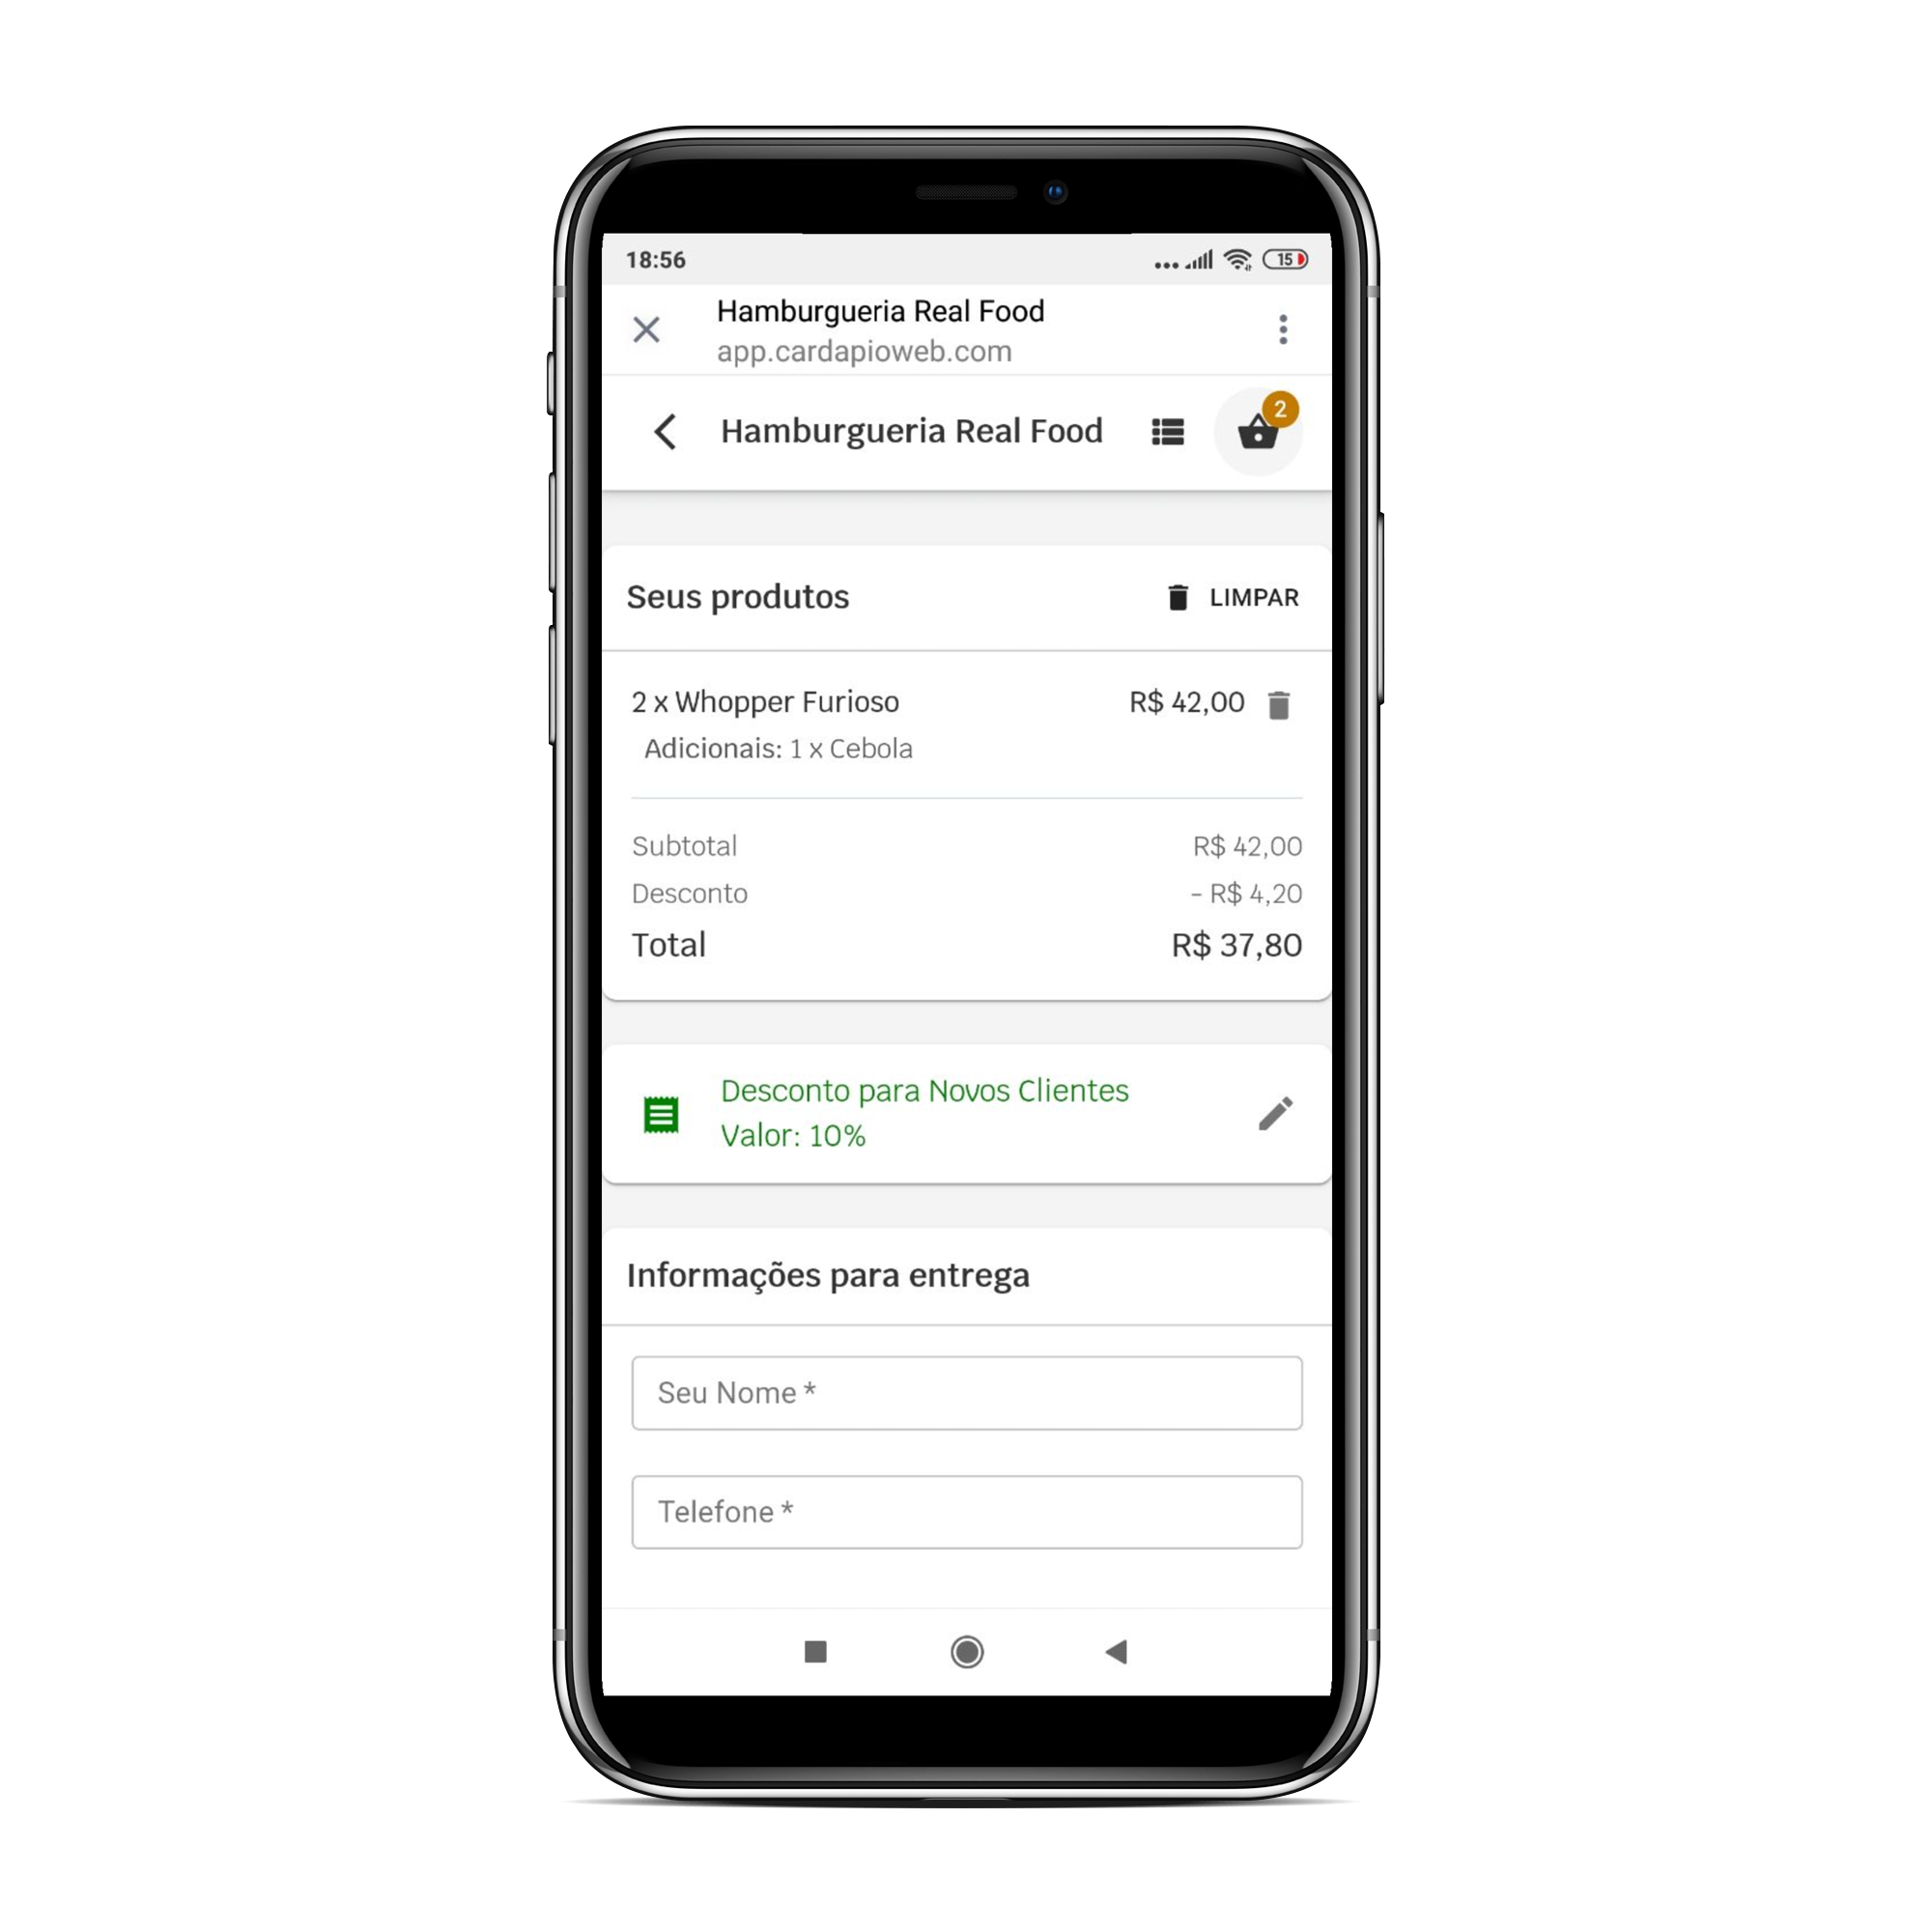 18:56
15
Hamburgueria Real Food
app.cardapioweb.com
Hamburgueria Real Food
2
Seus produtos
LIMPAR
2 x Whopper Furioso R$ 42,00
Adicionais: 1 x Cebola
Subtotal R$ 42,00
Desconto - R$ 4,20
Total R$ 37,80
Desconto para Novos Clientes
Valor: 10%
Informações para entrega
Seu Nome *
Telefone *